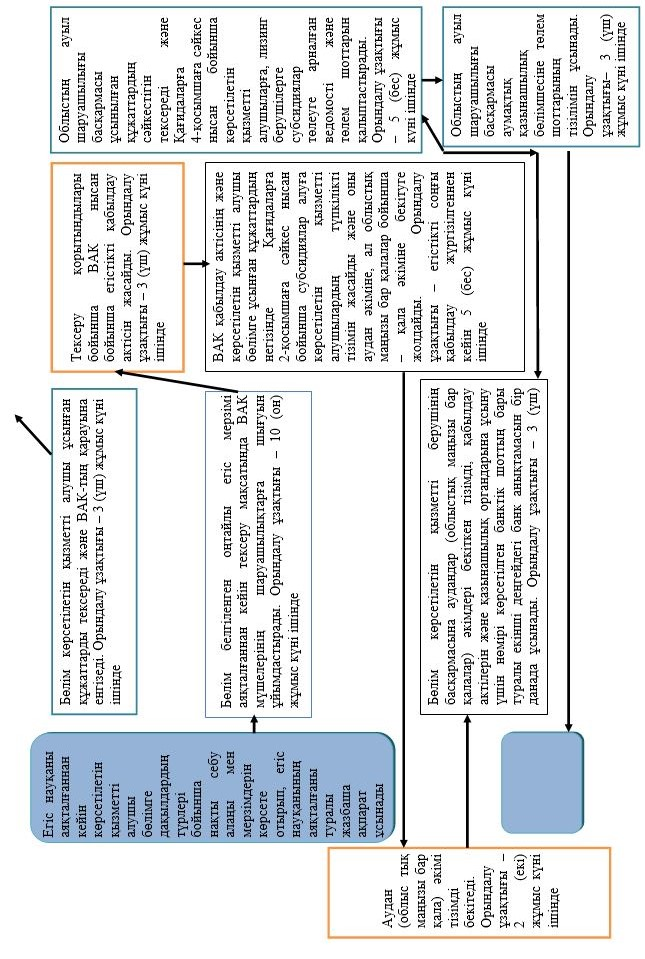 Егіс науқаны
аяқталғаннан
кейін
көрсетілетін
қызметті
алушы
бөлімге
дақылдардың
түрлері
бойынша
нақты себу
алаңы мен
мерзімдерін
көрсете
отырып, егіс
науқанының
аяқталғаны
туралы
жазбаша
ақпарат
ұсынады
Бөлім көрсетілетін қызметті алушы ұсынған
құжаттарды тексереді және ВАК-тың қарауына
енгізеді. Орындалу ұзақтығы – 3 (үш) жұмыс күні
ішінде
Бөлім белгіленген оңтайлы егіс мерзімі
аяқталғаннан кейін тексеру мақсатында ВАК
мүшелерінің шаруашылықтарға шығуын
ұйымдастырады. Орындалу ұзақтығы – 10 (он)
жұмыс күні ішінде
Тексеру қорытындылары
бойынша ВАК нысан
бойынша егістікті қабылдау
актісін жасайды. Орындалу
ұзақтығы – 3 (үш) жұмыс күні
ішінде
ВАК қабылдау актісінің және
көрсетілетін қызметті алушы
бөлімге ұсынған құжаттардың
негізінде Қағидаларға
2-қосымшаға сәйкес нысан
бойынша субсидиялар алуға
көрсетілетін қызметті
алушылардың түпкілікті
тізімін жасайды және оны
аудан әкіміне, ал облыстық
маңызы бар қалалар бойынша
– қала әкіміне бекітуге
жолдайды. Орындалу
ұзақтығы – егістікті соңғы
қабылдау жүргізілгеннен
кейін 5 (бес) жұмыс күні
ішінде
Аудан
(облыс тық
маңызы бар
қала) әкімі
тізімді
бекітеді.
Орындалу
ұзақтығы –
2 (екі)
жұмыс күні
ішінде
Бөлім көрсетілетін қызметті берушінің
басқармасына аудандар (облыстық маңызы бар
қалалар) әкімдері бекіткен тізімді, қабылдау
актілерін және қазынашылық органдарына ұсыну
үшін нөмірі көрсетілген банктік шоттың бары
туралы екінші деңгейдегі банк анықтамасын бір
данада ұсынады. Орындалу ұзақтығы – 3 (үш)
Облыстың ауыл
шаруашылығы
басқармасы
ұсынылған
құжаттардың
сәйкестігін
тексереді және
Қағидаларға
4-қосымшаға сәйкес
нысан бойынша
көрсетілетін
қызметті
алушыларға, лизинг
берушілерге
субсидиялар
төлеуге арналған
ведомості және
төлем шоттарын
қалыптастырады.
Орындалу ұзақтығы
– 5 (бес) жұмыс
күні ішінде
Облыстың ауыл
шаруашылығы
басқармасы
аумақтық
қазынашылық
бөлімшесіне төлем
шоттарының
тізілімін ұсынады.
Орындалу
ұзақтығы– 3 (үш)
жұмыс күні ішінде